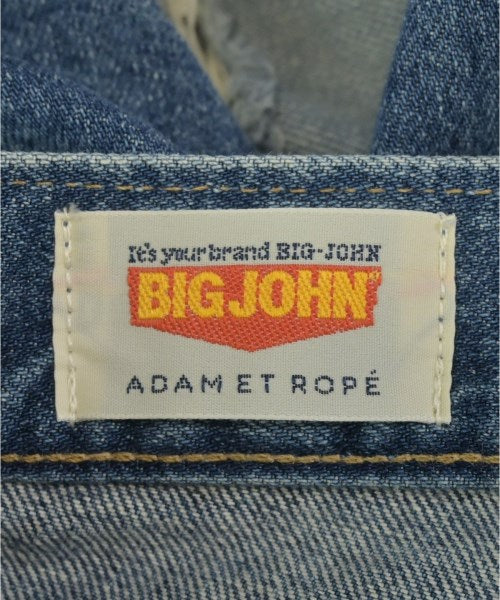 It's your brand BIG-JOHN
BIG JOHN®
ADAM ET ROPÉ